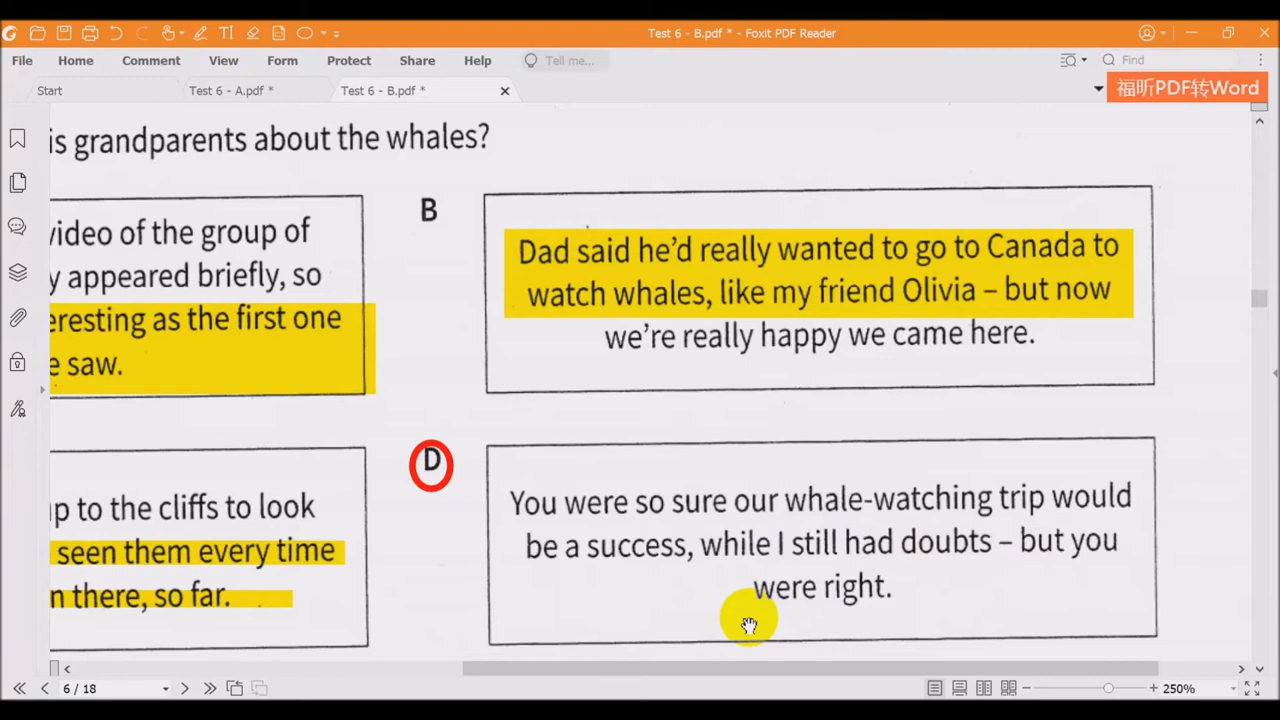 Test 6 - B.pdf * - Foxit PDF Reader
File Home Comment View Form Protect Share Help Tell me... Find
Start Test 6 - A.pdf * Test 6 - B.pdf * 福昕PDF转Word
is grandparents about the whales?
video of the group of
y appeared briefly, so
eresting as the first one
e saw.
B
Dad said he'd really wanted to go to Canada to
watch whales, like my friend Olivia – but now
we're really happy we came here.
up to the cliffs to look
seen them every time
n there, so far.
D
You were so sure our whale-watching trip would
be a success, while I still had doubts – but you
were right.
6 / 18 250%